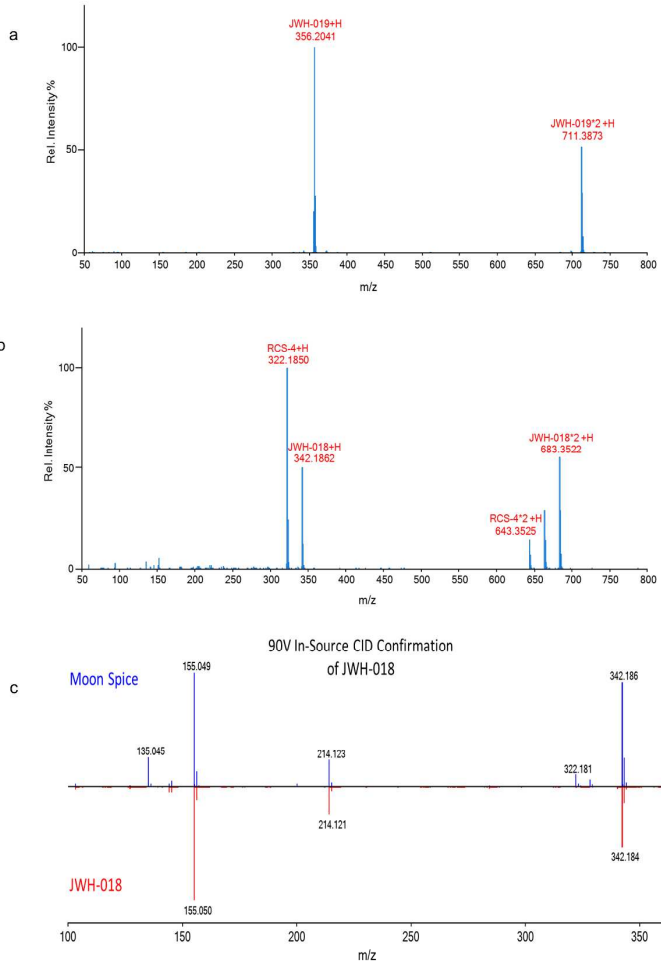 a
JWH-019+H
356.2041
100
JWH-019*2 +H
711.3873
Rel. Intensity %
50
0
50 100 150 200 250 300 350 400 450 500 550 600 650 700 750 800
m/z
b
RCS-4+H
322.1850
100
JWH-018*2 +H
683.3522
JWH-018+H
342.1862
Rel. Intensity %
50
RCS-4*2 +H
643.3525
0
50 100 150 200 250 300 350 400 450 500 550 600 650 700 750 800
m/z
90V In-Source CID Confirmation
of JWH-018
c
Moon Spice
155.049
342.186
135.045
214.123
322.181
214.121
342.184
JWH-018
155.050
100 150 200 250 300 350
m/z